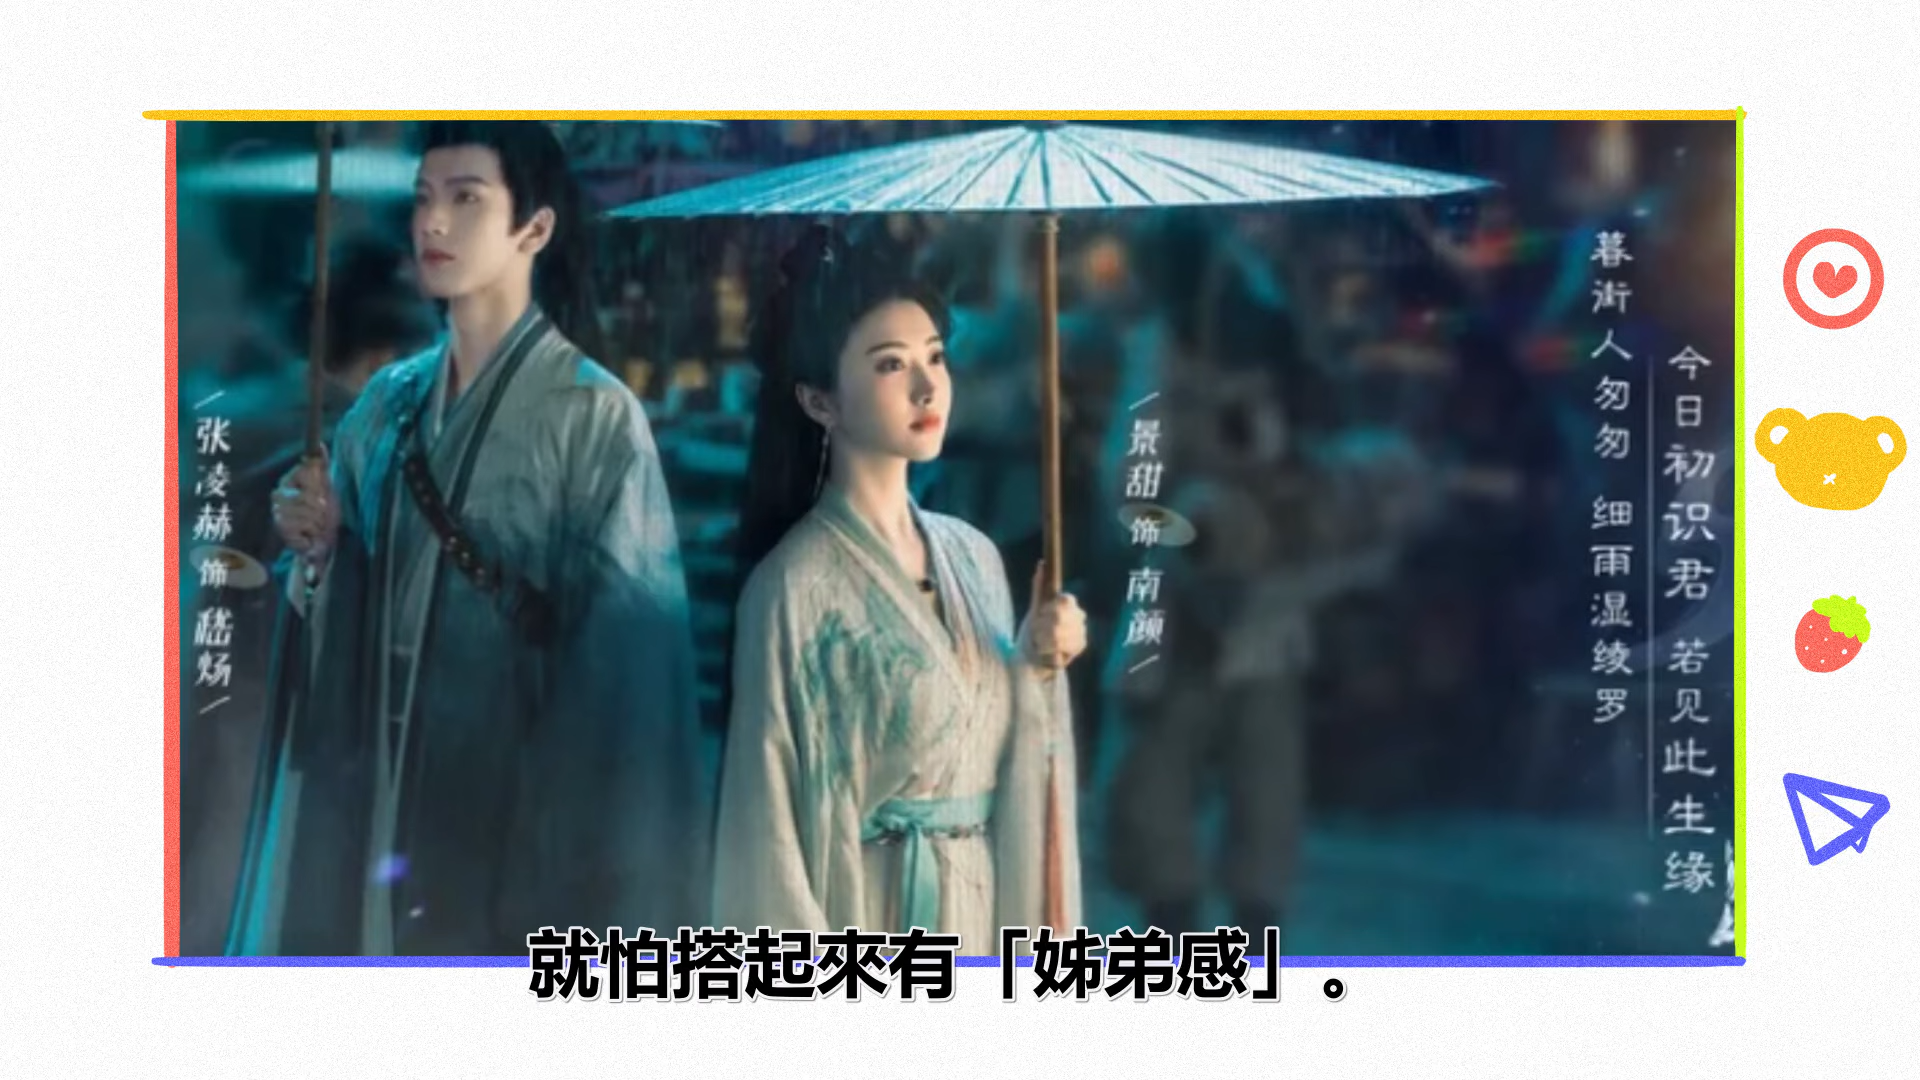 张凌赫 饰 嵇炀
景甜 饰 南颜
暮街人匆匆 细雨湿绫罗
今日初识君 若见此生缘
就怕搭起來有「姊弟感」。